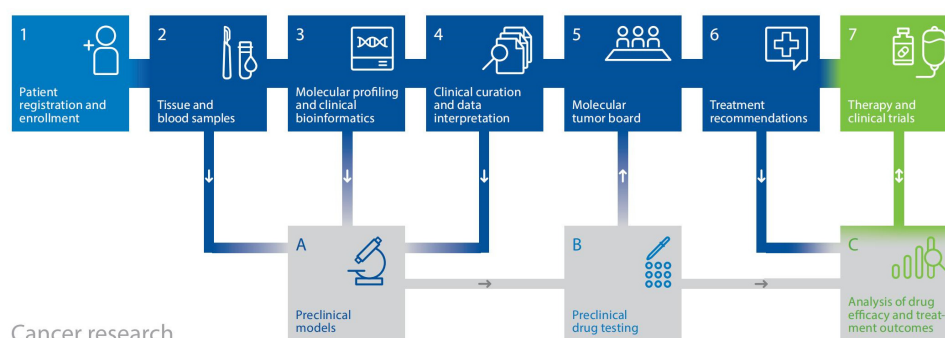 1
Patient
registration and
enrollment
2
Tissue and
blood samples
3
Molecular profiling
and clinical
bioinformatics
4
Clinical curation
and data
interpretation
5
Molecular
tumor board
6
Treatment
recommendations
7
Therapy and
clinical trials
A
Preclinical
models
B
Preclinical
drug testing
C
Analysis of drug
efficacy and treat-
ment outcomes
Cancer research